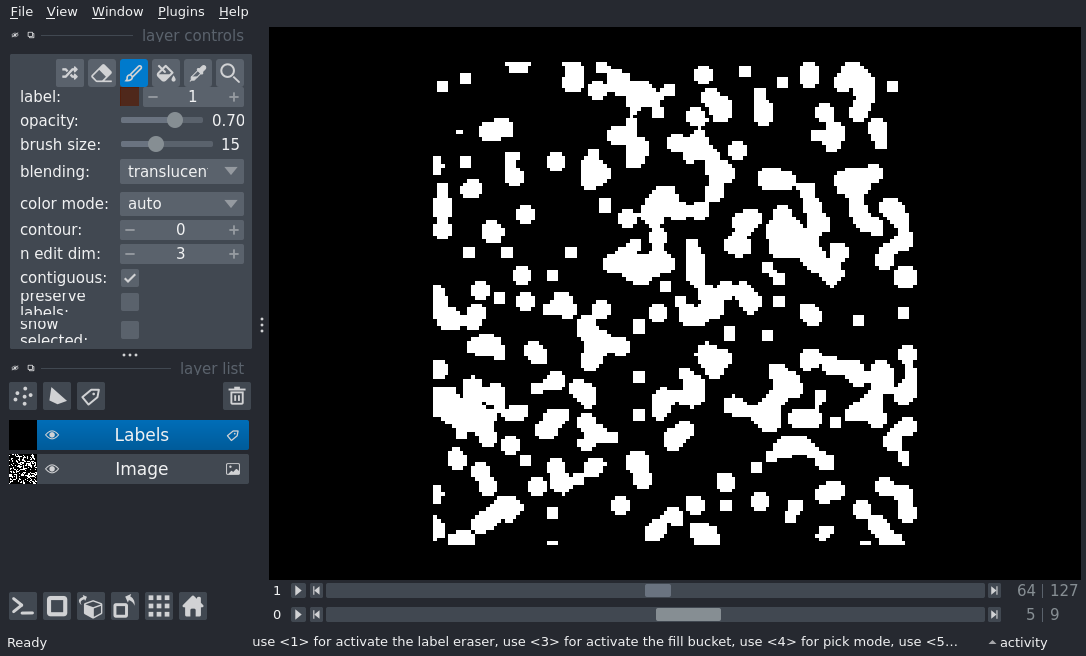 File View Window Plugins Help
layer controls
label: 1
opacity: 0.70
brush size: 15
blending: translucen
color mode: auto
contour: 0
n edit dim: 3
contiguous:
preserve
labels:
show
selected:
layer list
Labels
Image
1 64 127
0 5 9
Ready use <1> for activate the label eraser, use <3> for activate the fill bucket, use <4> for pick mode, use <5... activity